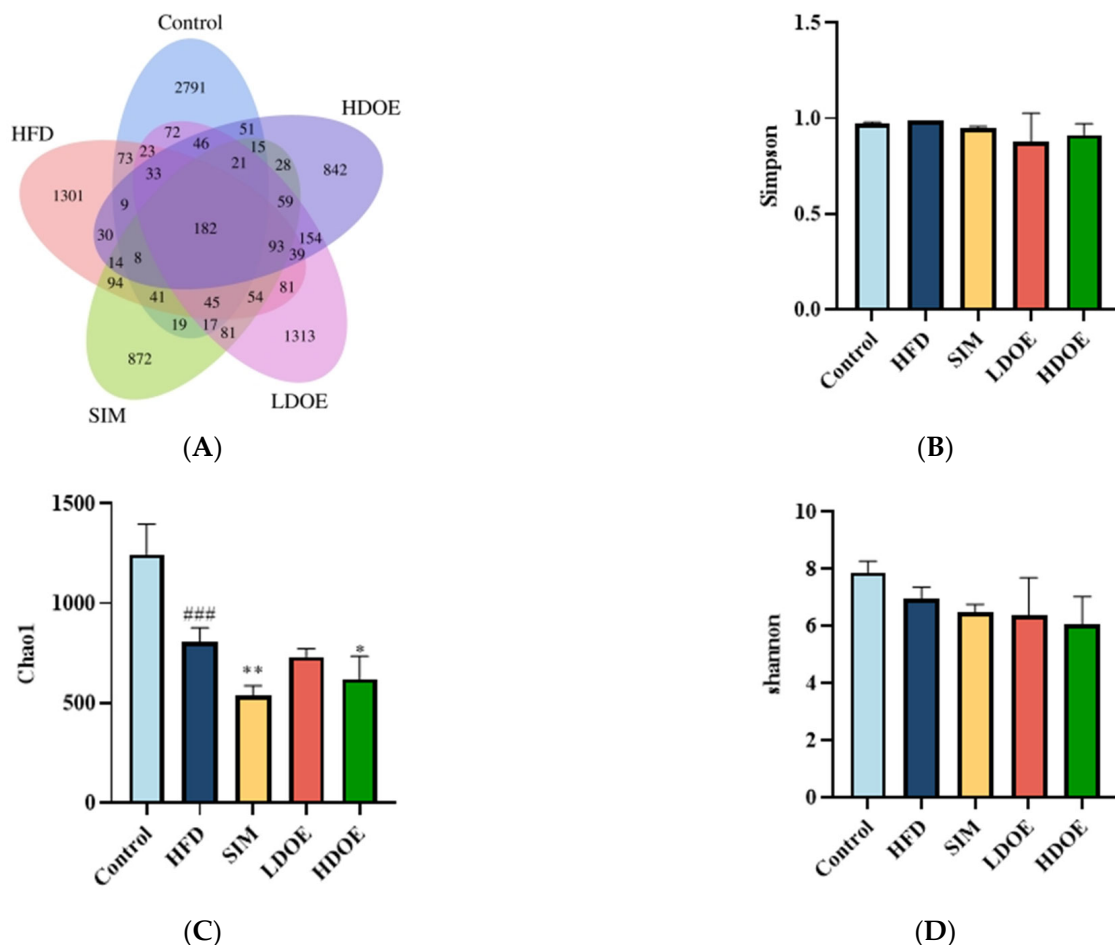 Control
2791
HDOE
HFD
72
51
46
15
23
73
21
28
842
33
1301
59
9
182
154
30
93
39
8
14
94
81
41
45
54
19
17
81
1313
872
LDOE
SIM
(A)
Simpson
1.5
1.0
0.5
0.0
Control
HFD
SIM
LDOE
HDOE
(B)
Chao1
1500
1000
500
0
###
**
*
Control
HFD
SIM
LDOE
HDOE
(C)
shannon
10
8
6
4
2
0
Control
HFD
SIM
LDOE
HDOE
(D)